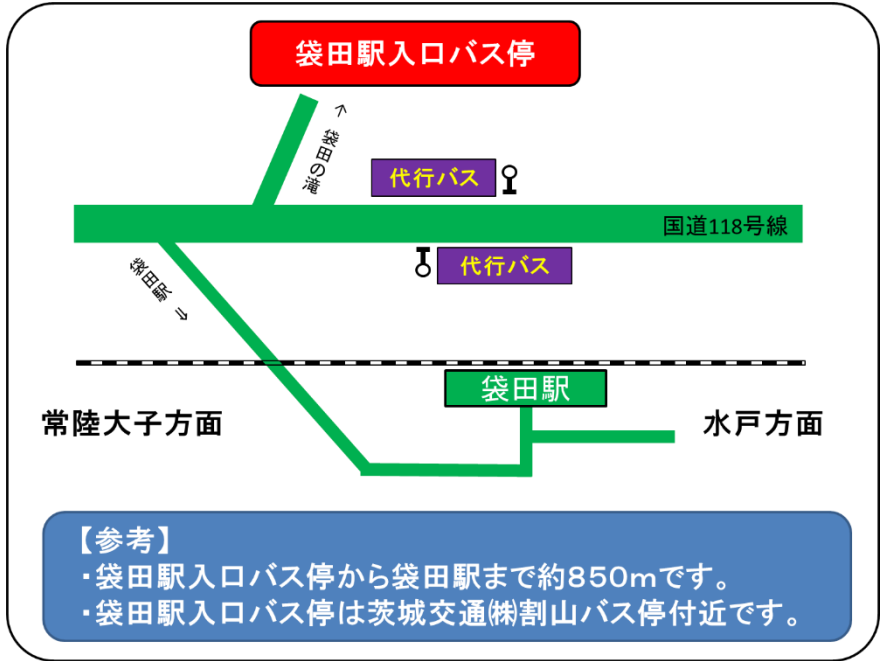 袋田駅入口バス停
↑ 袋田の滝
代行バス
国道118号線
代行バス
袋田駅 ⇒
袋田駅
常陸大子方面
水戸方面
【参考】
・袋田駅入口バス停から袋田駅まで約850mです。
・袋田駅入口バス停は茨城交通㈱割山バス停付近です。